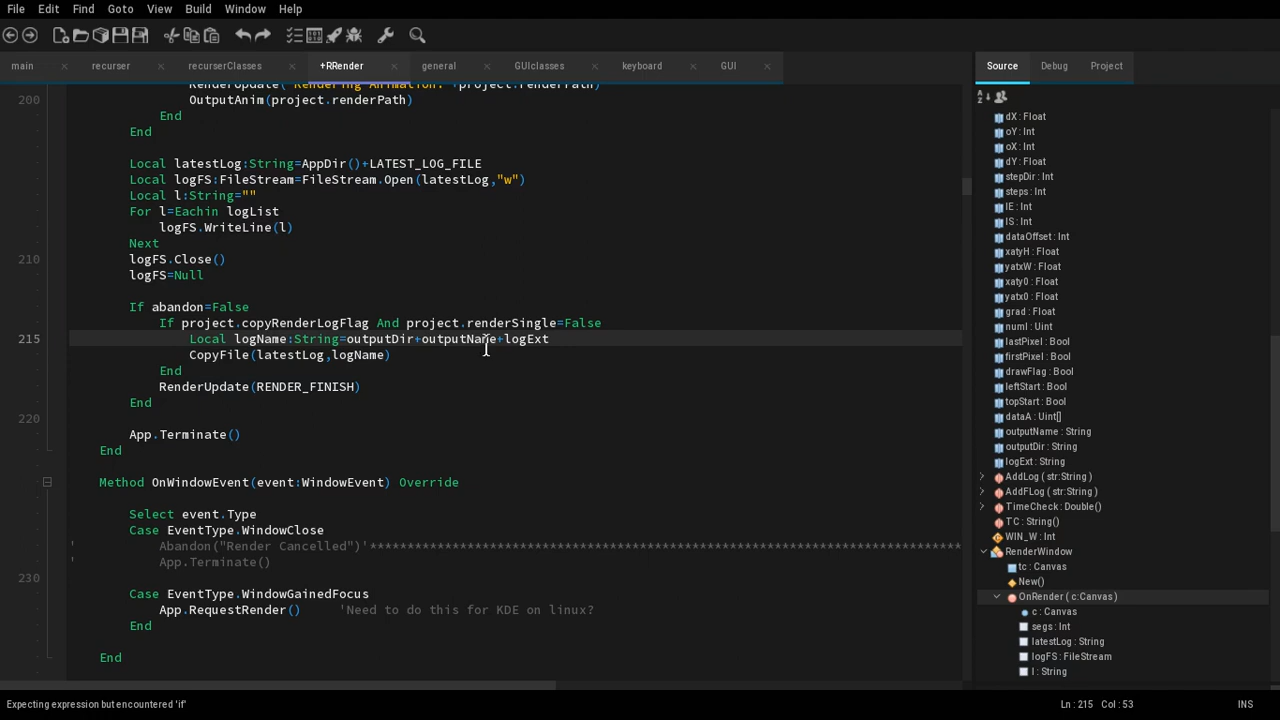 File Edit Find Goto Build Window Help
main recurser recurserClasses +RRender general GUIclasses keyboard GUI
Source Debug Project
RenderUpdate("Rendering Animation: "+project.renderPath)
200 OutputAnim(project.renderPath)
End
End
Local latestLog:String=AppDir()+LATEST_LOG_FILE
Local logFS:FileStream=FileStream.Open(latestLog,"w")
Local l:String=""
For l=Eachin logList
logFS.WriteLine(l)
Next
210 logFS.Close()
logFS=Null
If abandon=False
If project.copyRenderLogFlag And project.renderSingle=False
215 Local logName:String=outputDir+outputName+logExt
CopyFile(latestLog,logName)
End
RenderUpdate(RENDER_FINISH)
End
220
App.Terminate()
End
Method OnWindowEvent(event:WindowEvent) Override
Select event.Type
Case EventType.WindowClose
' Abandon("Render Cancelled")'*******************************************************************************
' App.Terminate()
230
Case EventType.WindowGainedFocus
App.RequestRender() 'Need to do this for KDE on linux?
End
End
dX : Float
oY : Int
oX : Int
dY : Float
stepDir : Int
steps : Int
IE : Int
IS : Int
dataOffset : Int
xatyH : Float
yatxW : Float
xaty0 : Float
yatx0 : Float
grad : Float
numI : Uint
lastPixel : Bool
firstPixel : Bool
drawFlag : Bool
leftStart : Bool
topStart : Bool
dataA : Uint[]
outputName : String
outputDir : String
logExt : String
AddLog ( str:String )
AddFLog ( str:String )
TimeCheck : Double()
TC : String()
WIN_W : Int
RenderWindow
tc : Canvas
New()
OnRender ( c:Canvas )
c : Canvas
segs : Int
latestLog : String
logFS : FileStream
l : String
Expecting expression but encountered 'if' Ln : 215 Col : 53 INS